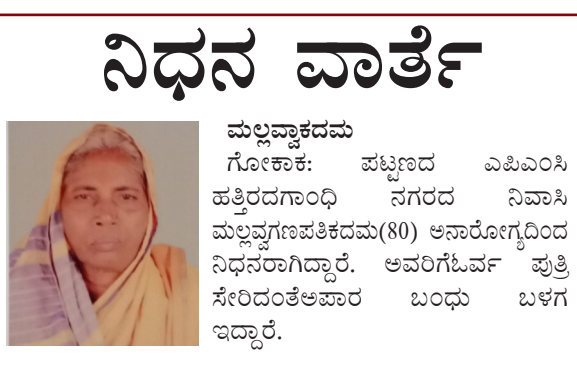 ನಿಧನ ವಾರ್ತೆ
ಮಲ್ಲವ್ವಾಕದಮ
ಗೋಕಾಕ: ಪಟ್ಟಣದ ಎಪಿಎಂಸಿ
ಹತ್ತಿರದಗಾಂಧಿ ನಗರದ ನಿವಾಸಿ
ಮಲ್ಲವ್ವಗಣಪತಿಕದಮ(80) ಅನಾರೋಗ್ಯದಿಂದ
ನಿಧನರಾಗಿದ್ದಾರೆ. ಅವರಿಗೆಓರ್ವ ಪುತ್ರಿ
ಸೇರಿದಂತೆಅಪಾರ ಬಂಧು ಬಳಗ
ಇದ್ದಾರೆ.